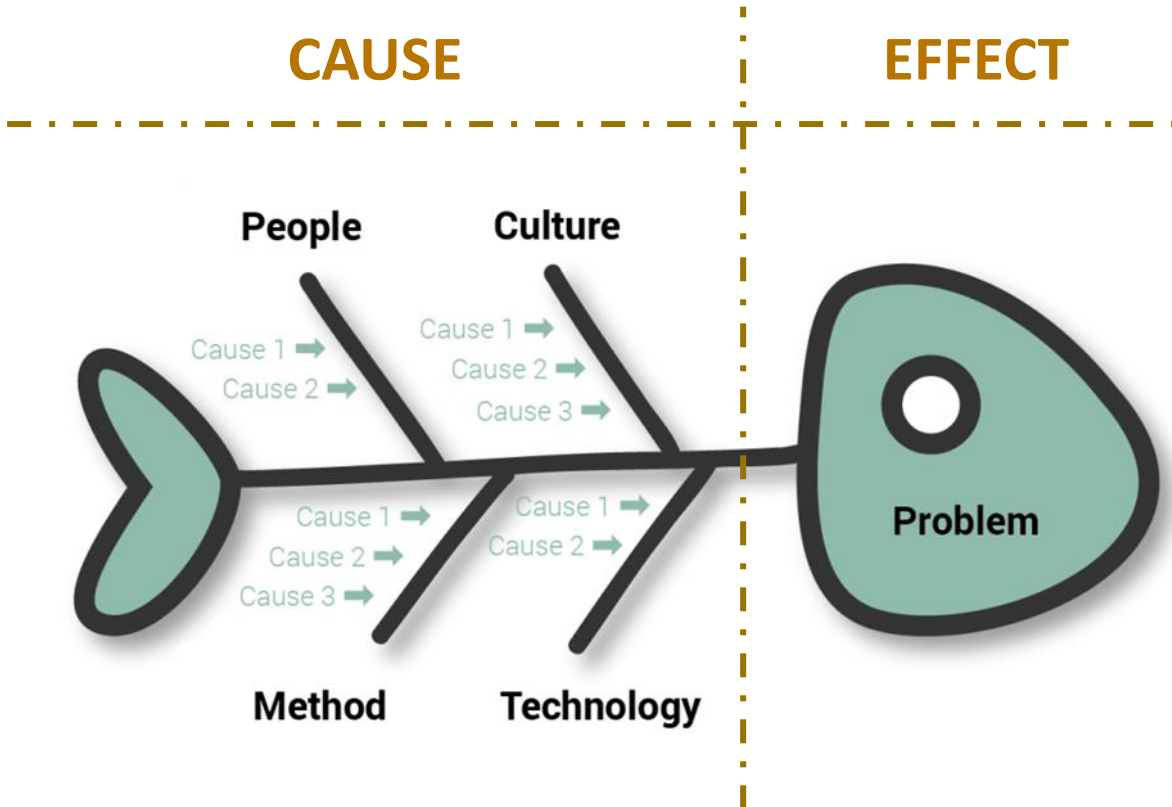 CAUSE
EFFECT
People
Culture
Cause 1
Cause 2
Cause 1
Cause 2
Cause 3
Cause 1
Cause 2
Cause 3
Cause 1
Cause 2
Problem
Method
Technology